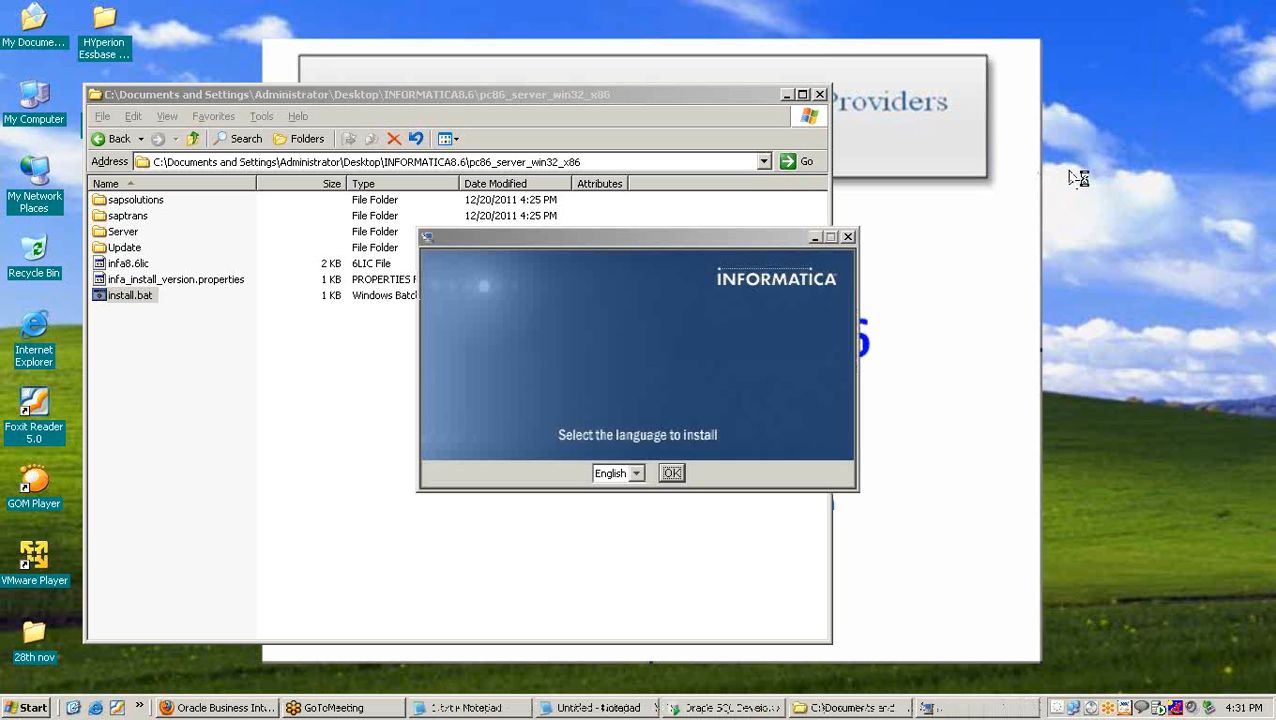 My Docume...
HYperion
Essbase ...
My Computer
My Network
Places
Recycle Bin
Internet
Explorer
Foxit Reader
5.0
GOM Player
VMware Player
28th nov
Providers
C:\Documents and Settings\Administrator\Desktop\INFORMATICA8.6\pc86_server_win32_x86
File Edit View Favorites Tools Help
Back Search Folders
Address C:\Documents and Settings\Administrator\Desktop\INFORMATICA8.6\pc86_server_win32_x86 Go
Name Size Type Date Modified Attributes
sapsolutions File Folder 12/20/2011 4:25 PM
saptrans File Folder 12/20/2011 4:25 PM
Server File Folder
Update File Folder
infa8.6lic 2 KB 6LIC File
infa_install_version.properties 1 KB PROPERTIES
install.bat 1 KB Windows Batc
INFORMATICA
Select the language to install
English OK
Start Oracle Business Int... GoToMeeting Untitled - Notepad Oracle SQL Develop... C:\Documents and ... 4:31 PM